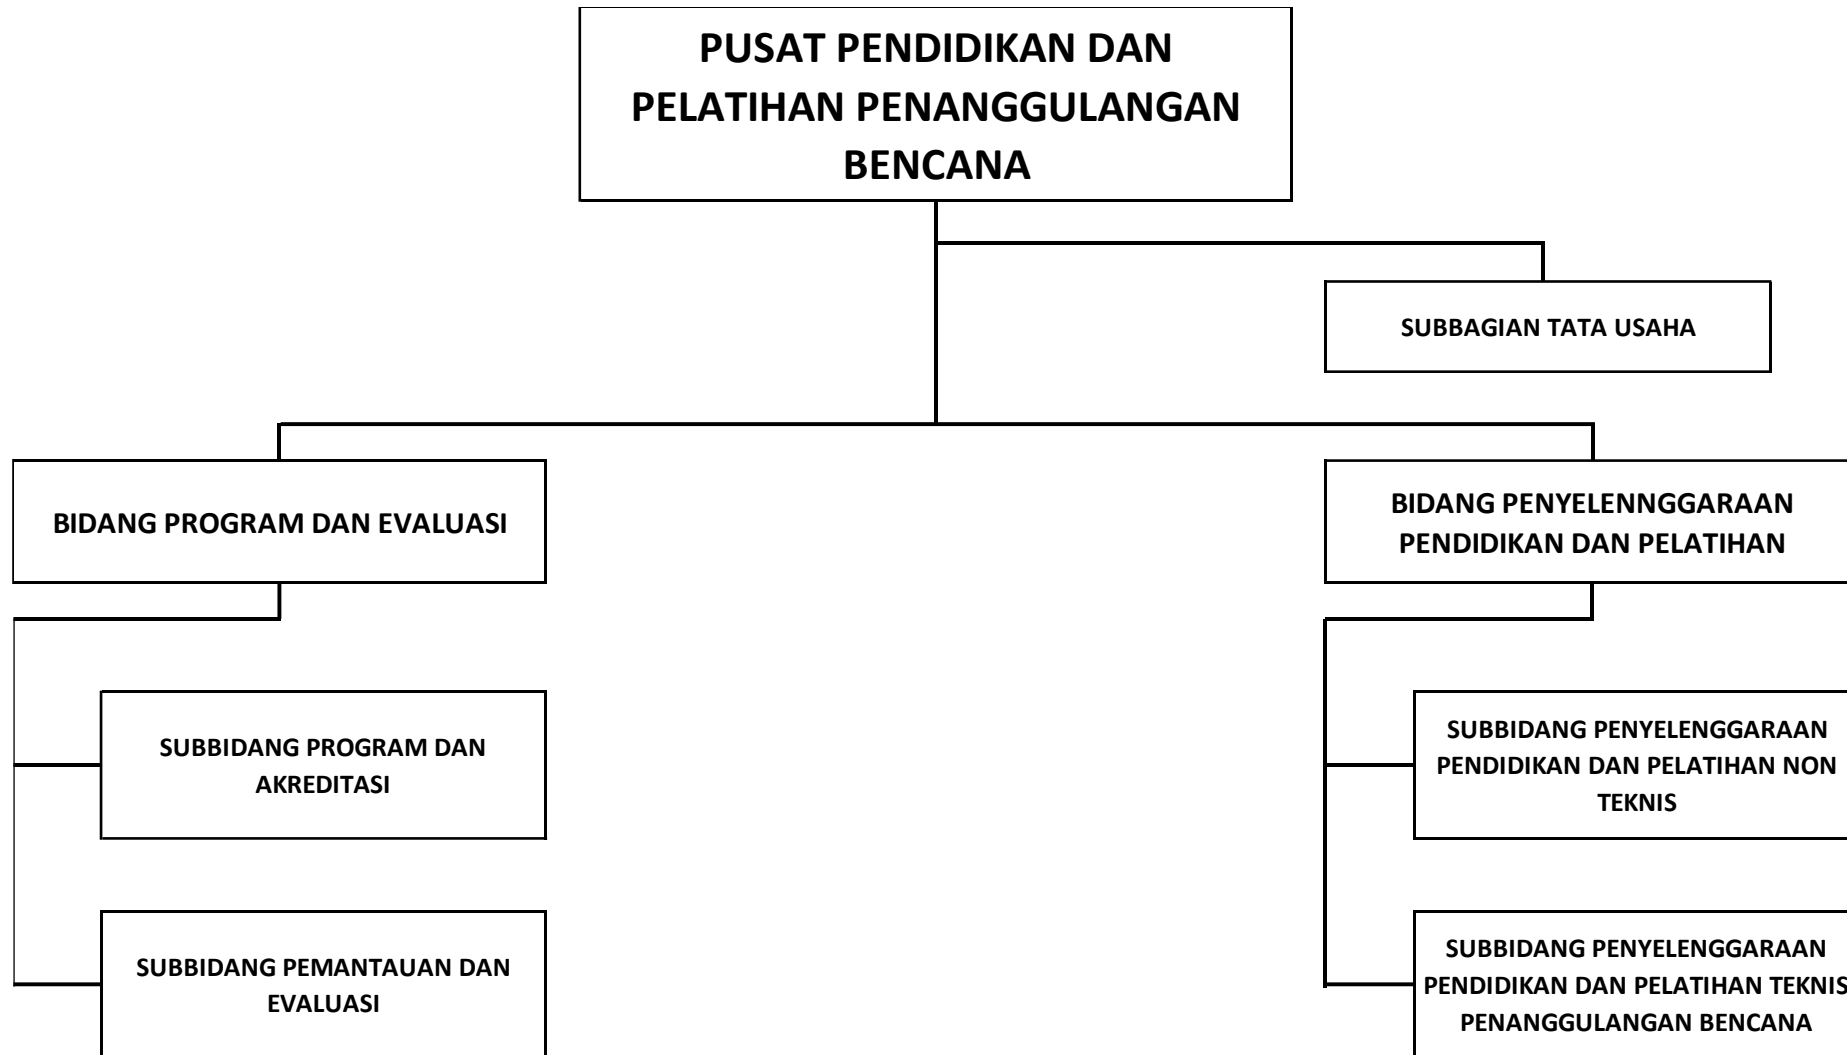 PUSAT PENDIDIKAN DAN
PELATIHAN PENANGGULANGAN
BENCANA
SUBBAGIAN TATA USAHA
BIDANG PROGRAM DAN EVALUASI
BIDANG PENYELENNGGARAAN
PENDIDIKAN DAN PELATIHAN
SUBBIDANG PROGRAM DAN
AKREDITASI
SUBBIDANG PENYELENGGARAAN
PENDIDIKAN DAN PELATIHAN NON
TEKNIS
SUBBIDANG PEMANTAUAN DAN
EVALUASI
SUBBIDANG PENYELENGGARAAN
PENDIDIKAN DAN PELATIHAN TEKNIS
PENANGGULANGAN BENCANA